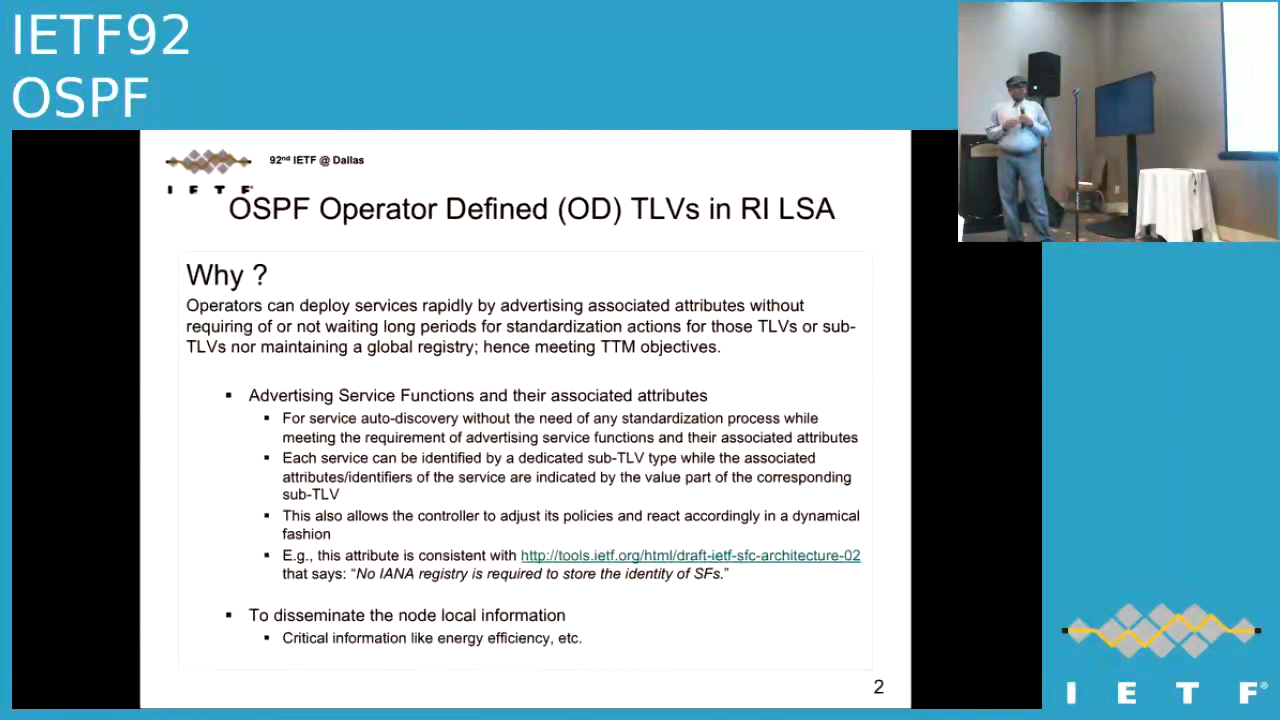 IETF92
OSPF
92nd IETF @ Dallas
I E T F
OSPF Operator Defined (OD) TLVs in RI LSA
Why ?
Operators can deploy services rapidly by advertising associated attributes without
requiring of or not waiting long periods for standardization actions for those TLVs or sub-
TLVs nor maintaining a global registry; hence meeting TTM objectives.
▪ Advertising Service Functions and their associated attributes
▪ For service auto-discovery without the need of any standardization process while
meeting the requirement of advertising service functions and their associated attributes
▪ Each service can be identified by a dedicated sub-TLV type while the associated
attributes/identifiers of the service are indicated by the value part of the corresponding
sub-TLV
▪ This also allows the controller to adjust its policies and react accordingly in a dynamical
fashion
▪ E.g., this attribute is consistent with http://tools.ietf.org/html/draft-ietf-sfc-architecture-02
that says: “No IANA registry is required to store the identity of SFs.”
▪ To disseminate the node local information
▪ Critical information like energy efficiency, etc.
2
I E T F®